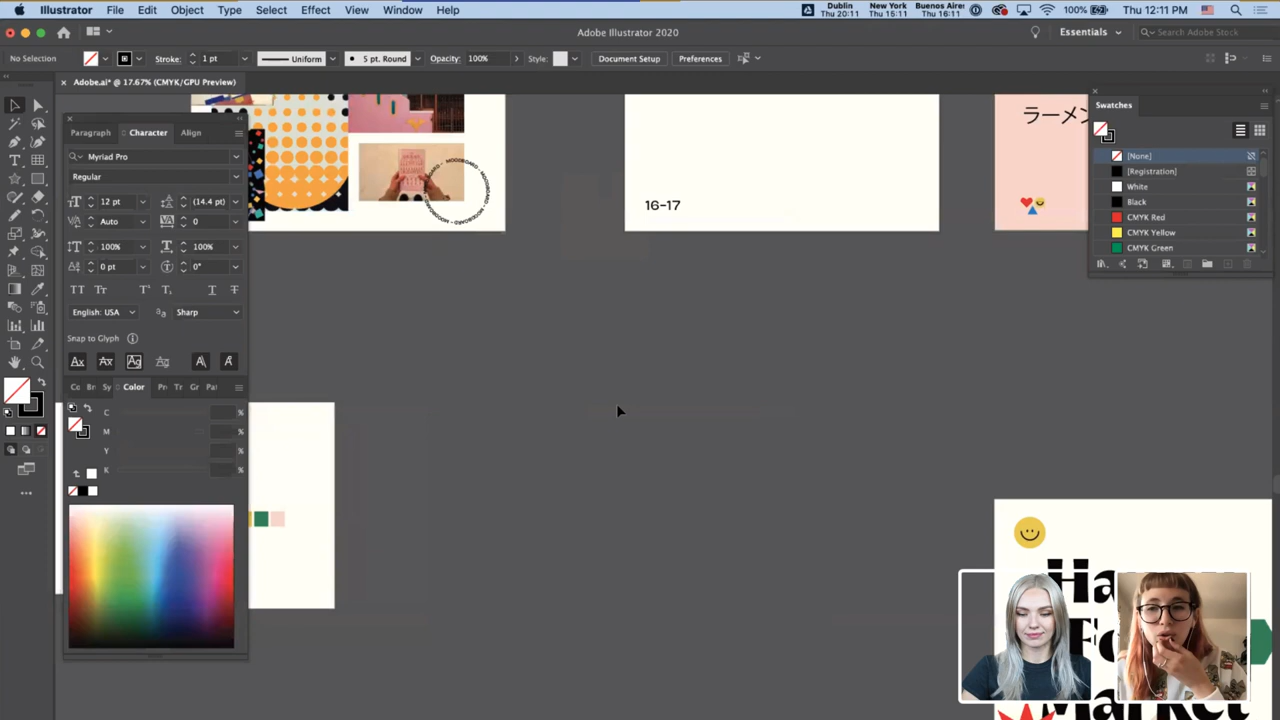 Illustrator File Edit Object Type Select Effect View Window Help
Dublin
Thu 20:11
New York
Thu 15:11
Buenos Aires
Thu 16:11
100%
Thu 12:11 PM
Adobe Illustrator 2020
Essentials
Search Adobe Stock
No Selection
Stroke:
1 pt
Uniform
5 pt. Round
Opacity:
100%
Style:
Document Setup
Preferences
× Adobe.ai* @ 17.67% (CMYK/GPU Preview)
Paragraph
Character
Align
Myriad Pro
Regular
12 pt
(14.4 pt)
Auto
0
100%
100%
0 pt
0°
English: USA
Sharp
Snap to Glyph
Color
C %
M %
Y %
K %
MOODBOARD
16–17
ラーメン
Swatches
[None]
[Registration]
White
Black
CMYK Red
CMYK Yellow
CMYK Green
Ha
Fo
Market